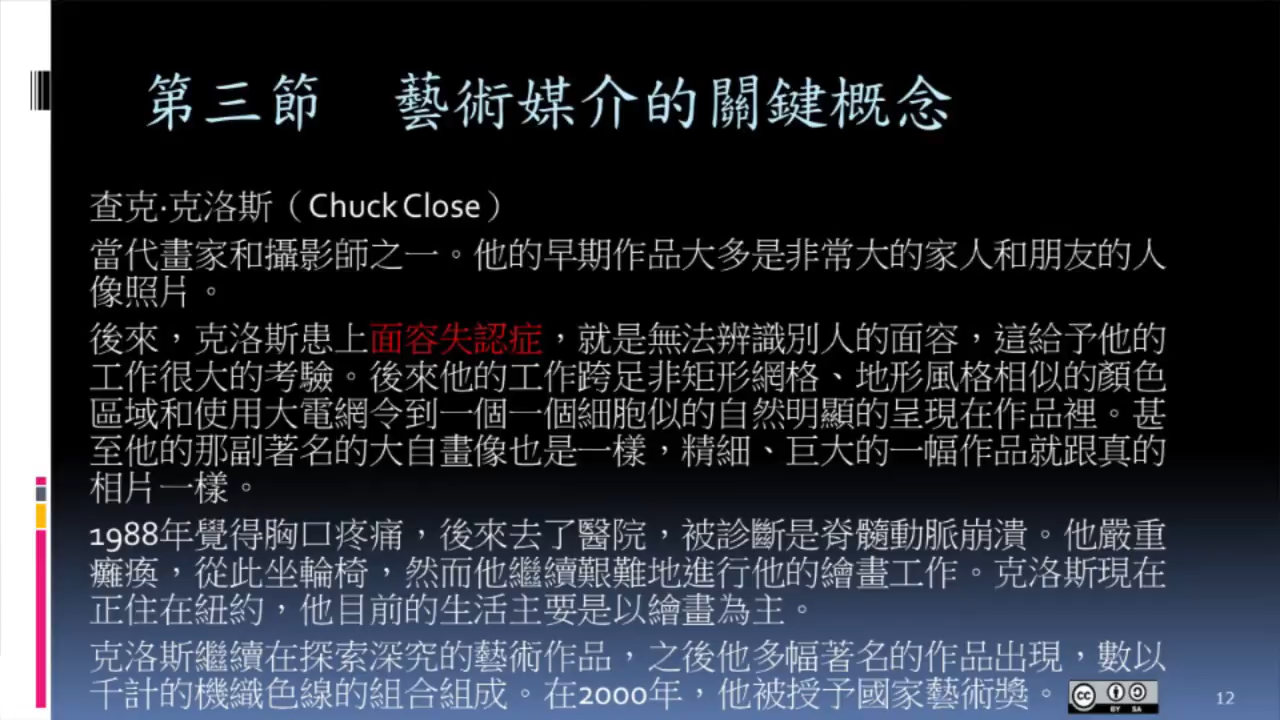 第三節　藝術媒介的關鍵概念
查克·克洛斯（Chuck Close）
當代畫家和攝影師之一。他的早期作品大多是非常大的家人和朋友的人
像照片。
後來，克洛斯患上面容失認症，就是無法辨識別人的面容，這給予他的
工作很大的考驗。後來他的工作跨足非矩形網格、地形風格相似的顏色
區域和使用大電網令到一個一個細胞似的自然明顯的呈現在作品裡。甚
至他的那副著名的大自畫像也是一樣，精細、巨大的一幅作品就跟真的
相片一樣。
1988年覺得胸口疼痛，後來去了醫院，被診斷是脊髓動脈崩潰。他嚴重
癱瘓，從此坐輪椅，然而他繼續艱難地進行他的繪畫工作。克洛斯現在
正住在紐約，他目前的生活主要是以繪畫為主。
克洛斯繼續在探索深究的藝術作品，之後他多幅著名的作品出現，數以
千計的機織色線的組合組成。在2000年，他被授予國家藝術獎。
cc BY SA
12